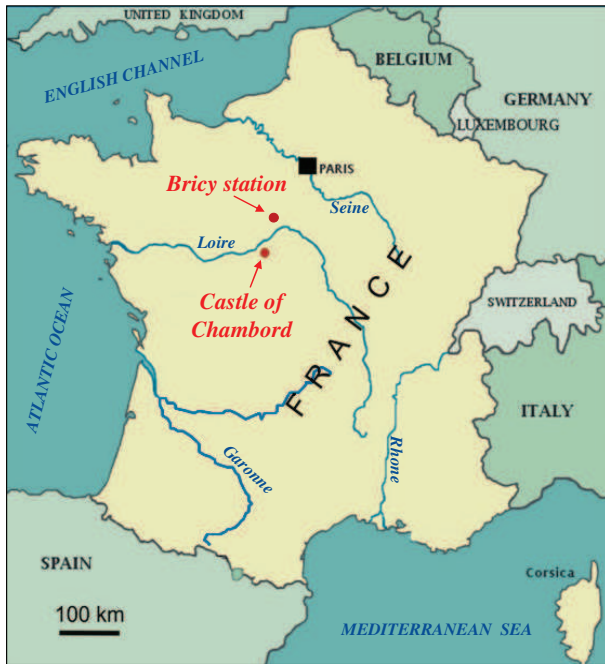 UNITED KINGDOM
ENGLISH CHANNEL
BELGIUM
GERMANY
LUXEMBOURG
PARIS
Bricy station
Seine
Loire
Castle of
Chambord
FRANCE
SWITZERLAND
ATLANTIC OCEAN
ITALY
Garonne
Rhone
SPAIN
Corsica
100 km
MEDITERRANEAN SEA